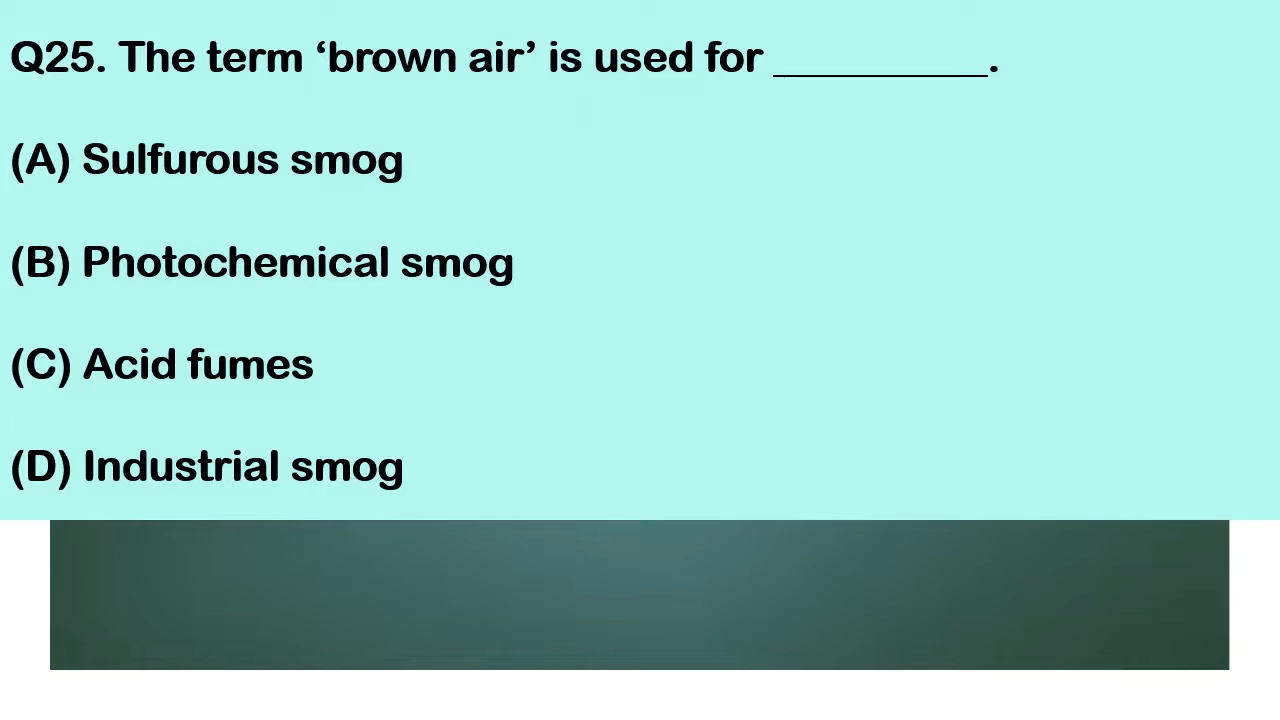 Q25. The term ‘brown air’ is used for __________.
(A) Sulfurous smog
(B) Photochemical smog
(C) Acid fumes
(D) Industrial smog